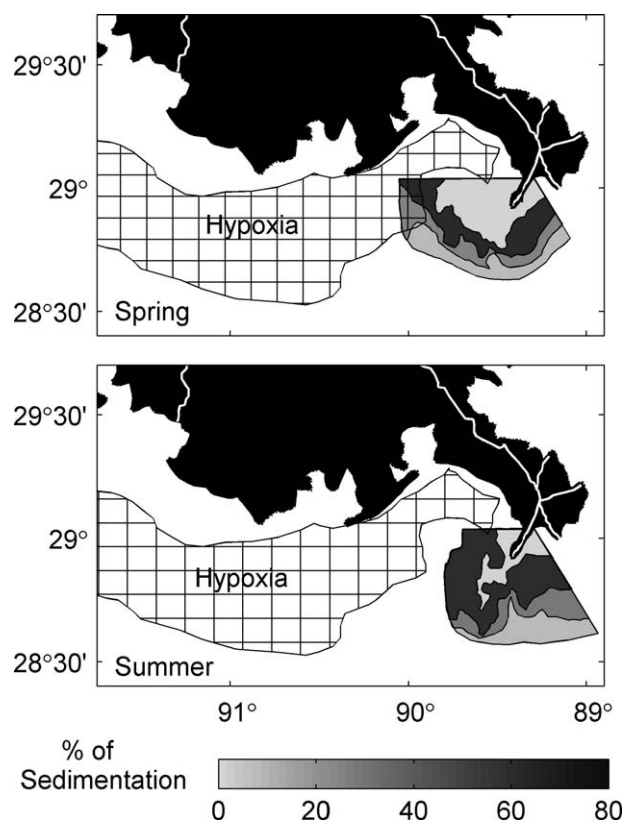 29°30'
29°
Hypoxia
28°30'
Spring
29°30'
29°
Hypoxia
28°30'
Summer
91°
90°
89°
% of
Sedimentation
0 20 40 60 80